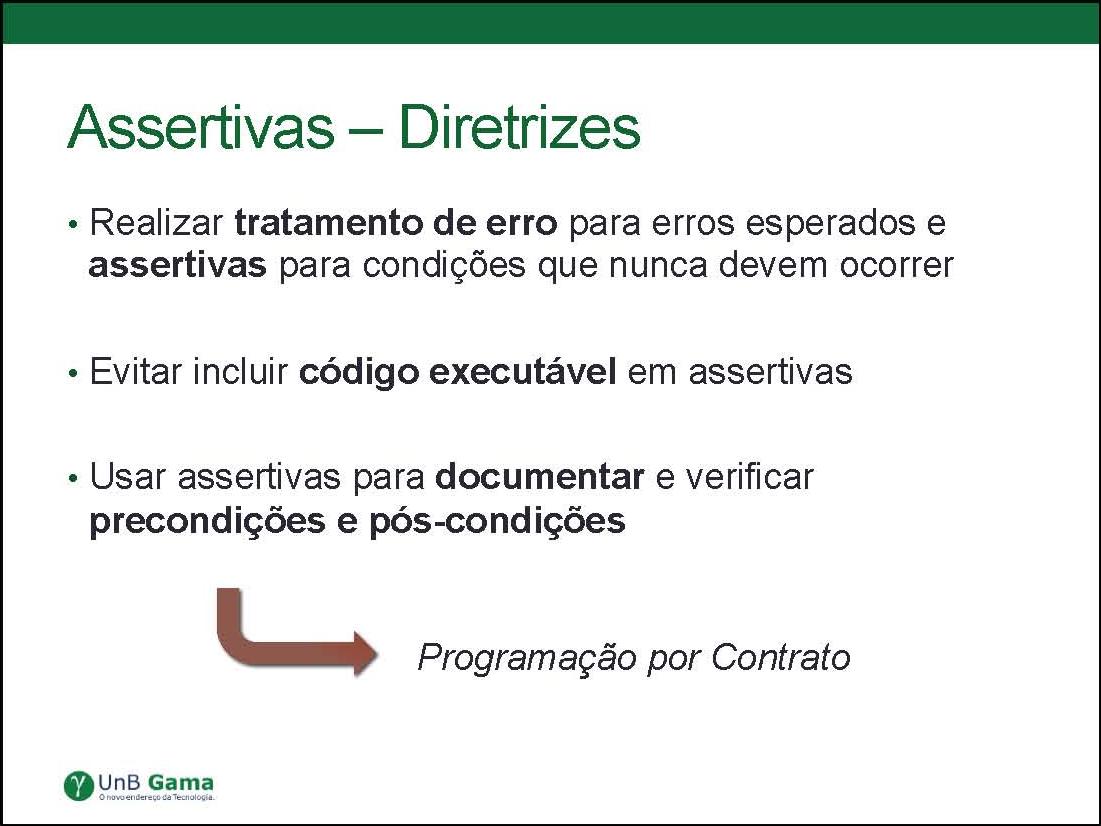 Assertivas – Diretrizes
• Realizar tratamento de erro para erros esperados e
assertivas para condições que nunca devem ocorrer
• Evitar incluir código executável em assertivas
• Usar assertivas para documentar e verificar
precondições e pós-condições
Programação por Contrato
γ UnB Gama
O novo endereço da Tecnologia.